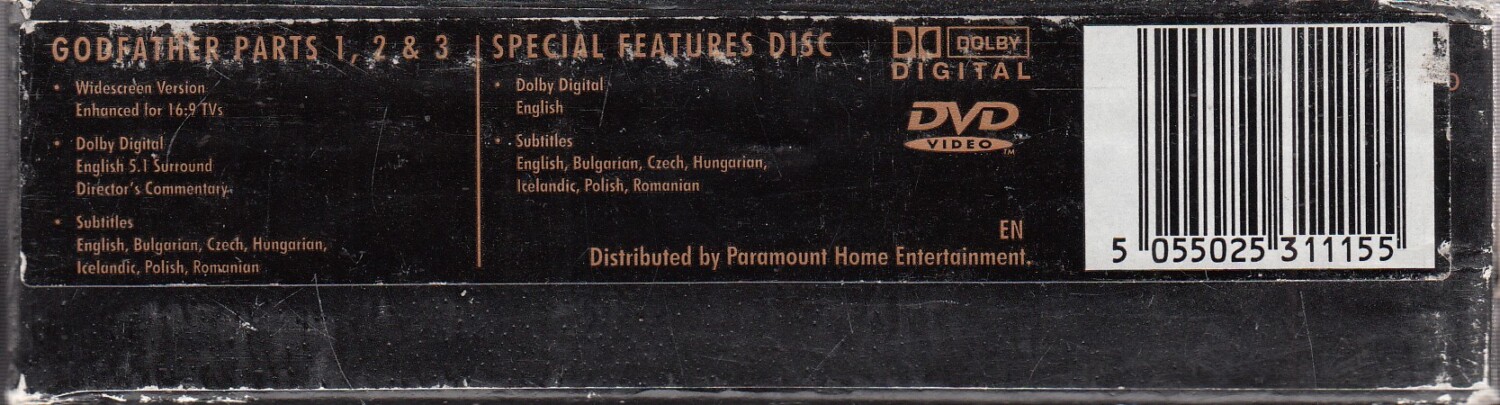 GODFATHER PARTS 1, 2 & 3
• Widescreen Version
Enhanced for 16:9 TVs
• Dolby Digital
English 5.1 Surround
Director's Commentary
• Subtitles
English, Bulgarian, Czech, Hungarian,
Icelandic, Polish, Romanian
SPECIAL FEATURES DISC
• Dolby Digital
English
• Subtitles
English, Bulgarian, Czech, Hungarian,
Icelandic, Polish, Romanian
DOLBY
DIGITAL
DVD
VIDEO
TM
EN
Distributed by Paramount Home Entertainment.
5 055025 311155